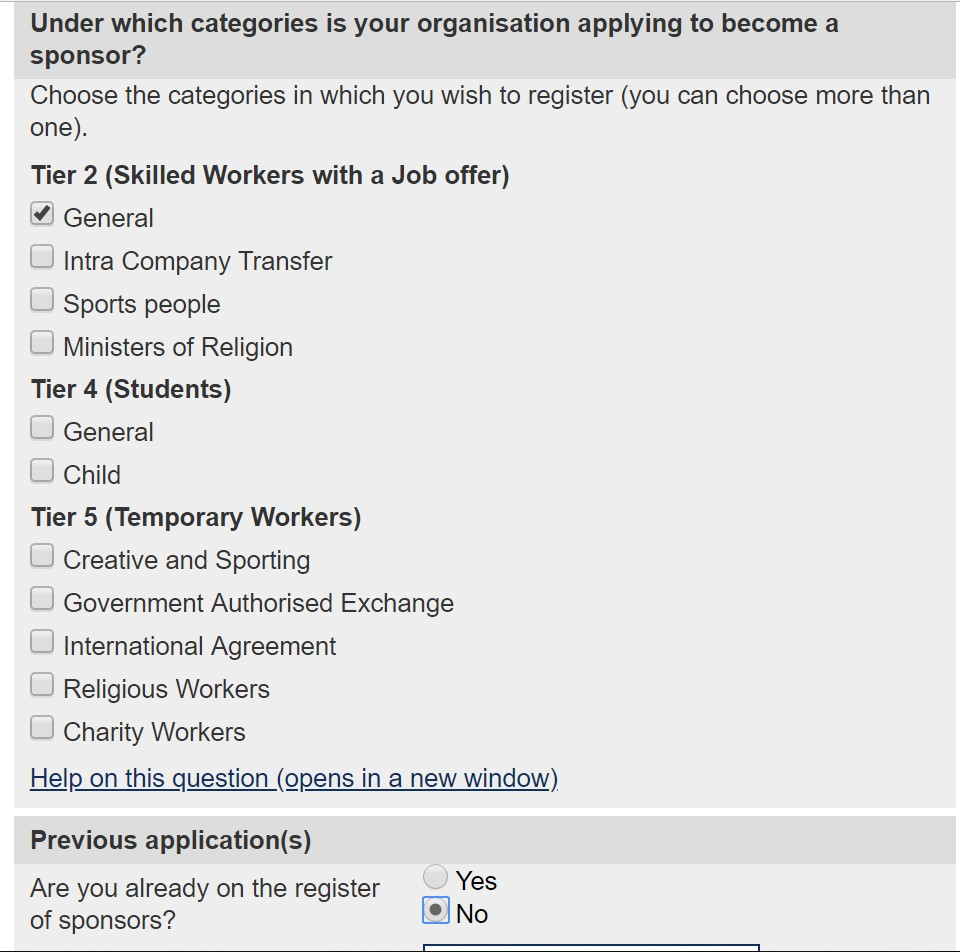 Under which categories is your organisation applying to become a
sponsor?
Choose the categories in which you wish to register (you can choose more than
one).
Tier 2 (Skilled Workers with a Job offer)
General
Intra Company Transfer
Sports people
Ministers of Religion
Tier 4 (Students)
General
Child
Tier 5 (Temporary Workers)
Creative and Sporting
Government Authorised Exchange
International Agreement
Religious Workers
Charity Workers
Help on this question (opens in a new window)
Previous application(s)
Are you already on the register
of sponsors?
Yes
No